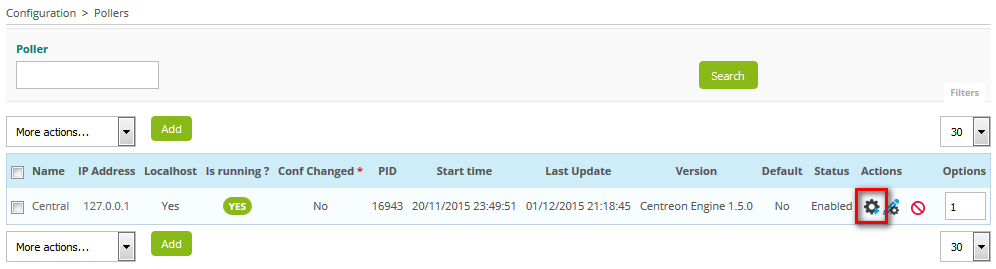 Configuration > Pollers
Poller
Search
Filters
More actions... Add 30
Name IP Address Localhost Is running ? Conf Changed * PID Start time Last Update Version Default Status Actions Options
Central 127.0.0.1 Yes YES No 16943 20/11/2015 23:49:51 01/12/2015 21:18:45 Centreon Engine 1.5.0 No Enabled 1
More actions... Add 30